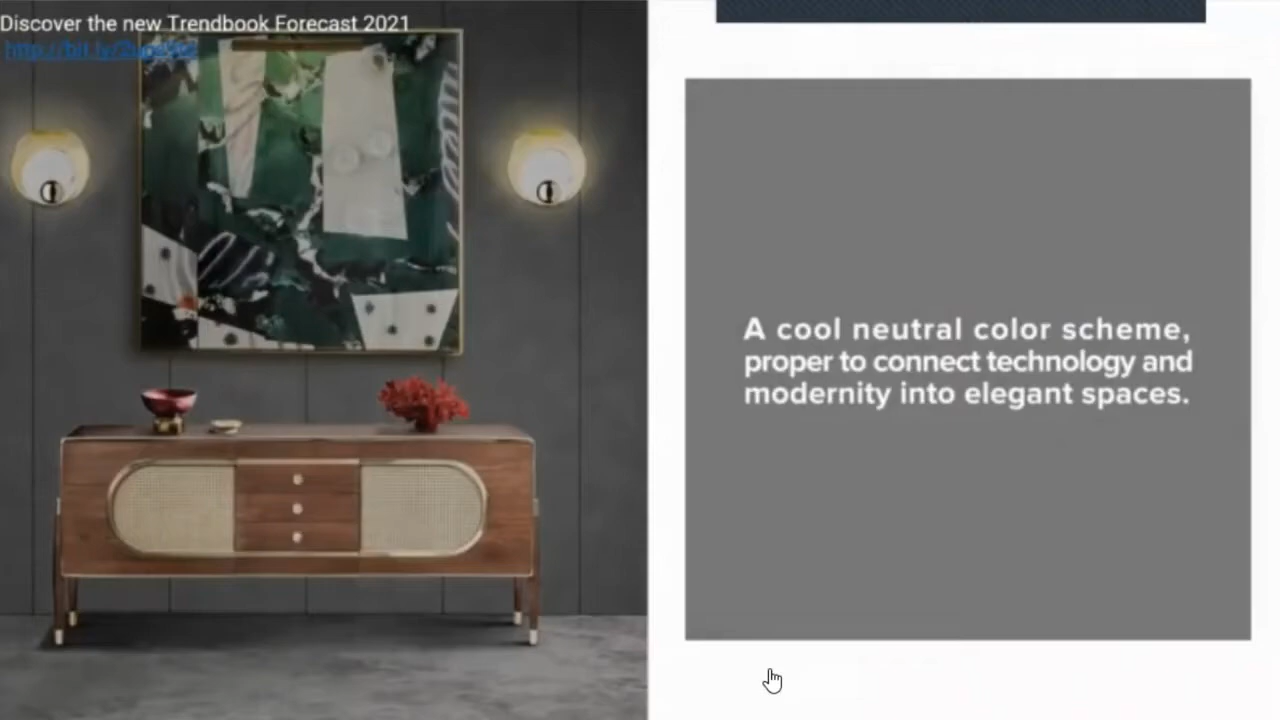 Discover the new Trendbook Forecast 2021
A cool neutral color scheme,
proper to connect technology and
modernity into elegant spaces.